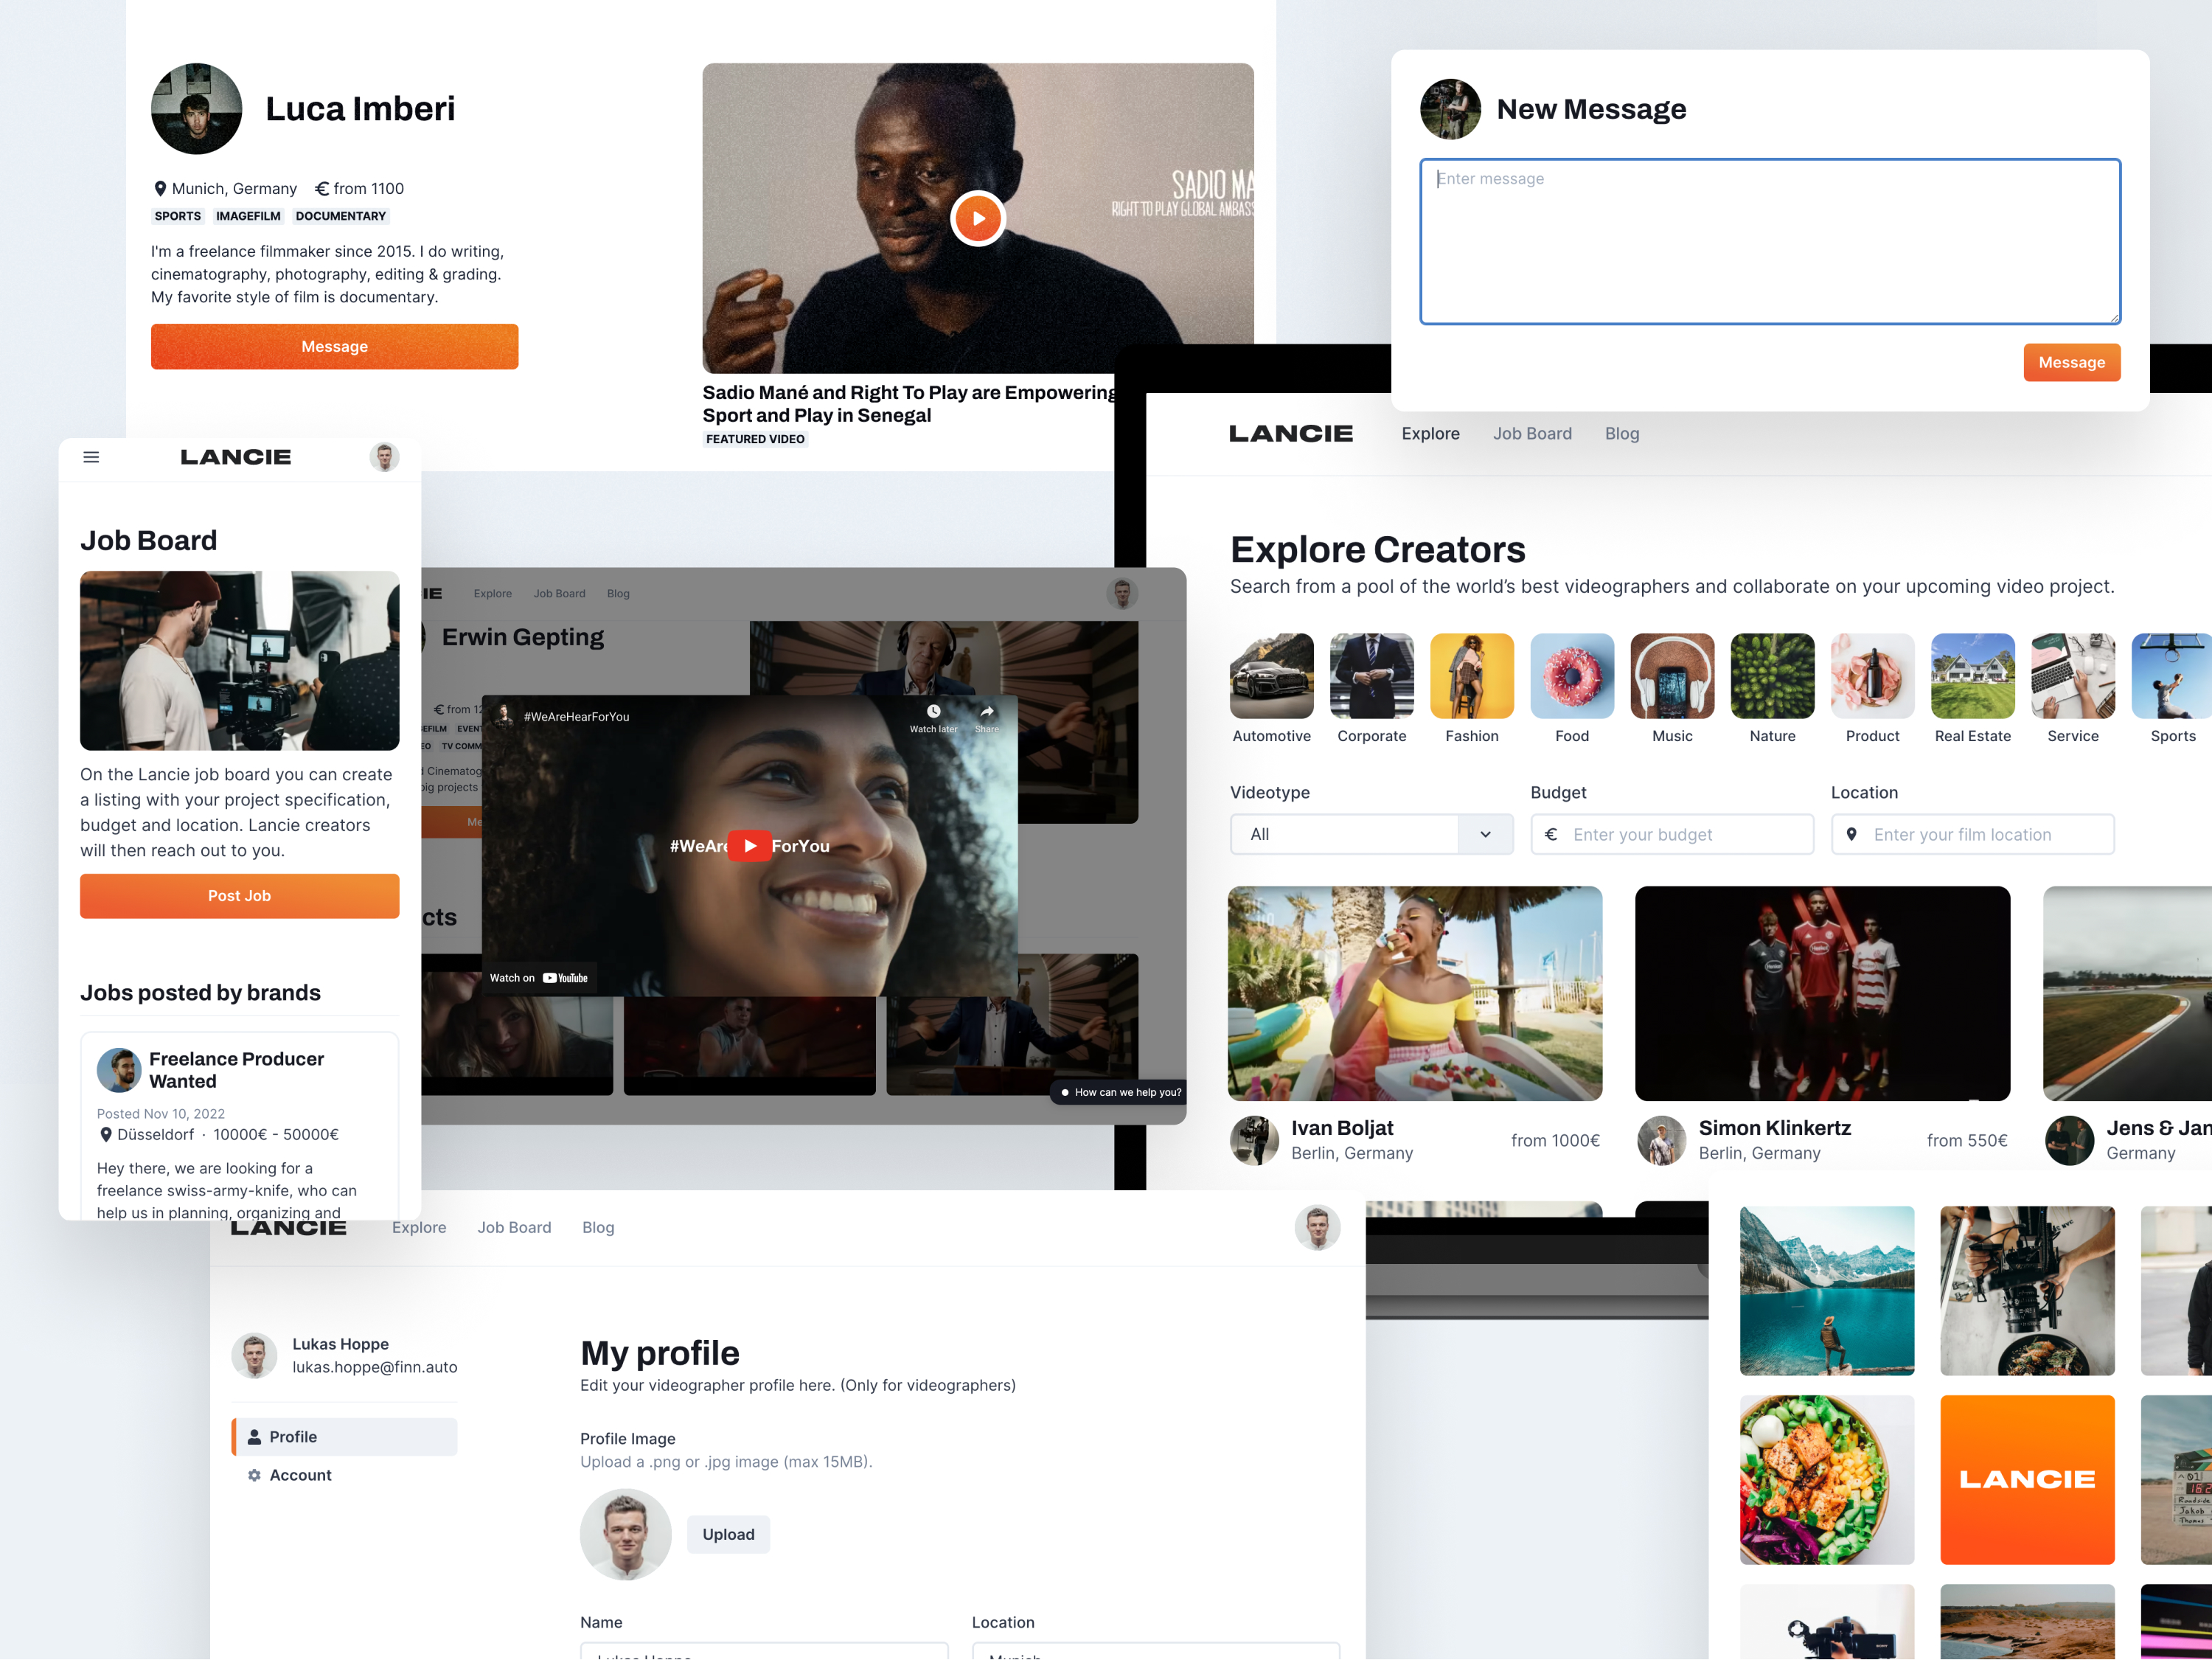 Luca Imberi
Munich, Germany
€ from 1100
SPORTS IMAGEFILM DOCUMENTARY
I'm a freelance filmmaker since 2015. I do writing,
cinematography, photography, editing & grading.
My favorite style of film is documentary.
Message
SADIO MA
RIGHT TO PLAY GLOBAL AMBASS
Sadio Mané and Right To Play are Empowering
Sport and Play in Senegal
FEATURED VIDEO
New Message
Enter message
Message
LANCIE
Job Board
On the Lancie job board you can create
a listing with your project specification,
budget and location. Lancie creators
will then reach out to you.
Post Job
Jobs posted by brands
Freelance Producer
Wanted
Posted Nov 10, 2022
Düsseldorf · 10000€ - 50000€
Hey there, we are looking for a
freelance swiss-army-knife, who can
help us in planning, organizing and
IE
Explore
Job Board
Blog
Erwin Gepting
€ from 12
EFILM EVENT
EO TV COMM
d Cinematog
big projects
Me
cts
#WeAreHearForYou
Watch later
Share
#WeAre ForYou
Watch on YouTube
How can we help you?
LANCIE
Explore
Job Board
Blog
Explore Creators
Search from a pool of the world's best videographers and collaborate on your upcoming video project.
Automotive
Corporate
Fashion
Food
Music
Nature
Product
Real Estate
Service
Sports
Videotype
All
Budget
€ Enter your budget
Location
Enter your film location
Ivan Boljat
Berlin, Germany
from 1000€
Simon Klinkertz
Berlin, Germany
from 550€
Jens & Jan
Germany
LANCIE
Explore
Job Board
Blog
Lukas Hoppe
lukas.hoppe@finn.auto
Profile
Account
My profile
Edit your videographer profile here. (Only for videographers)
Profile Image
Upload a .png or .jpg image (max 15MB).
Upload
Name
Lukas Hoppe
Location
Munich
LANCIE
Roadside
Jakob
Thomas
SONY